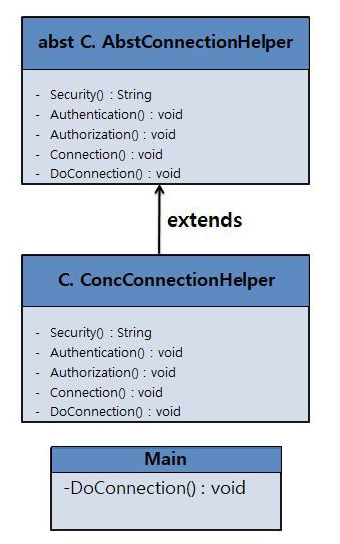 abst C. AbstConnectionHelper
- Security() : String
- Authentication() : void
- Authorization() : void
- Connection() : void
- DoConnection() : void
extends
C. ConcConnectionHelper
- Security() : String
- Authentication() : void
- Authorization() : void
- Connection() : void
- DoConnection() : void
Main
-DoConnection() : void